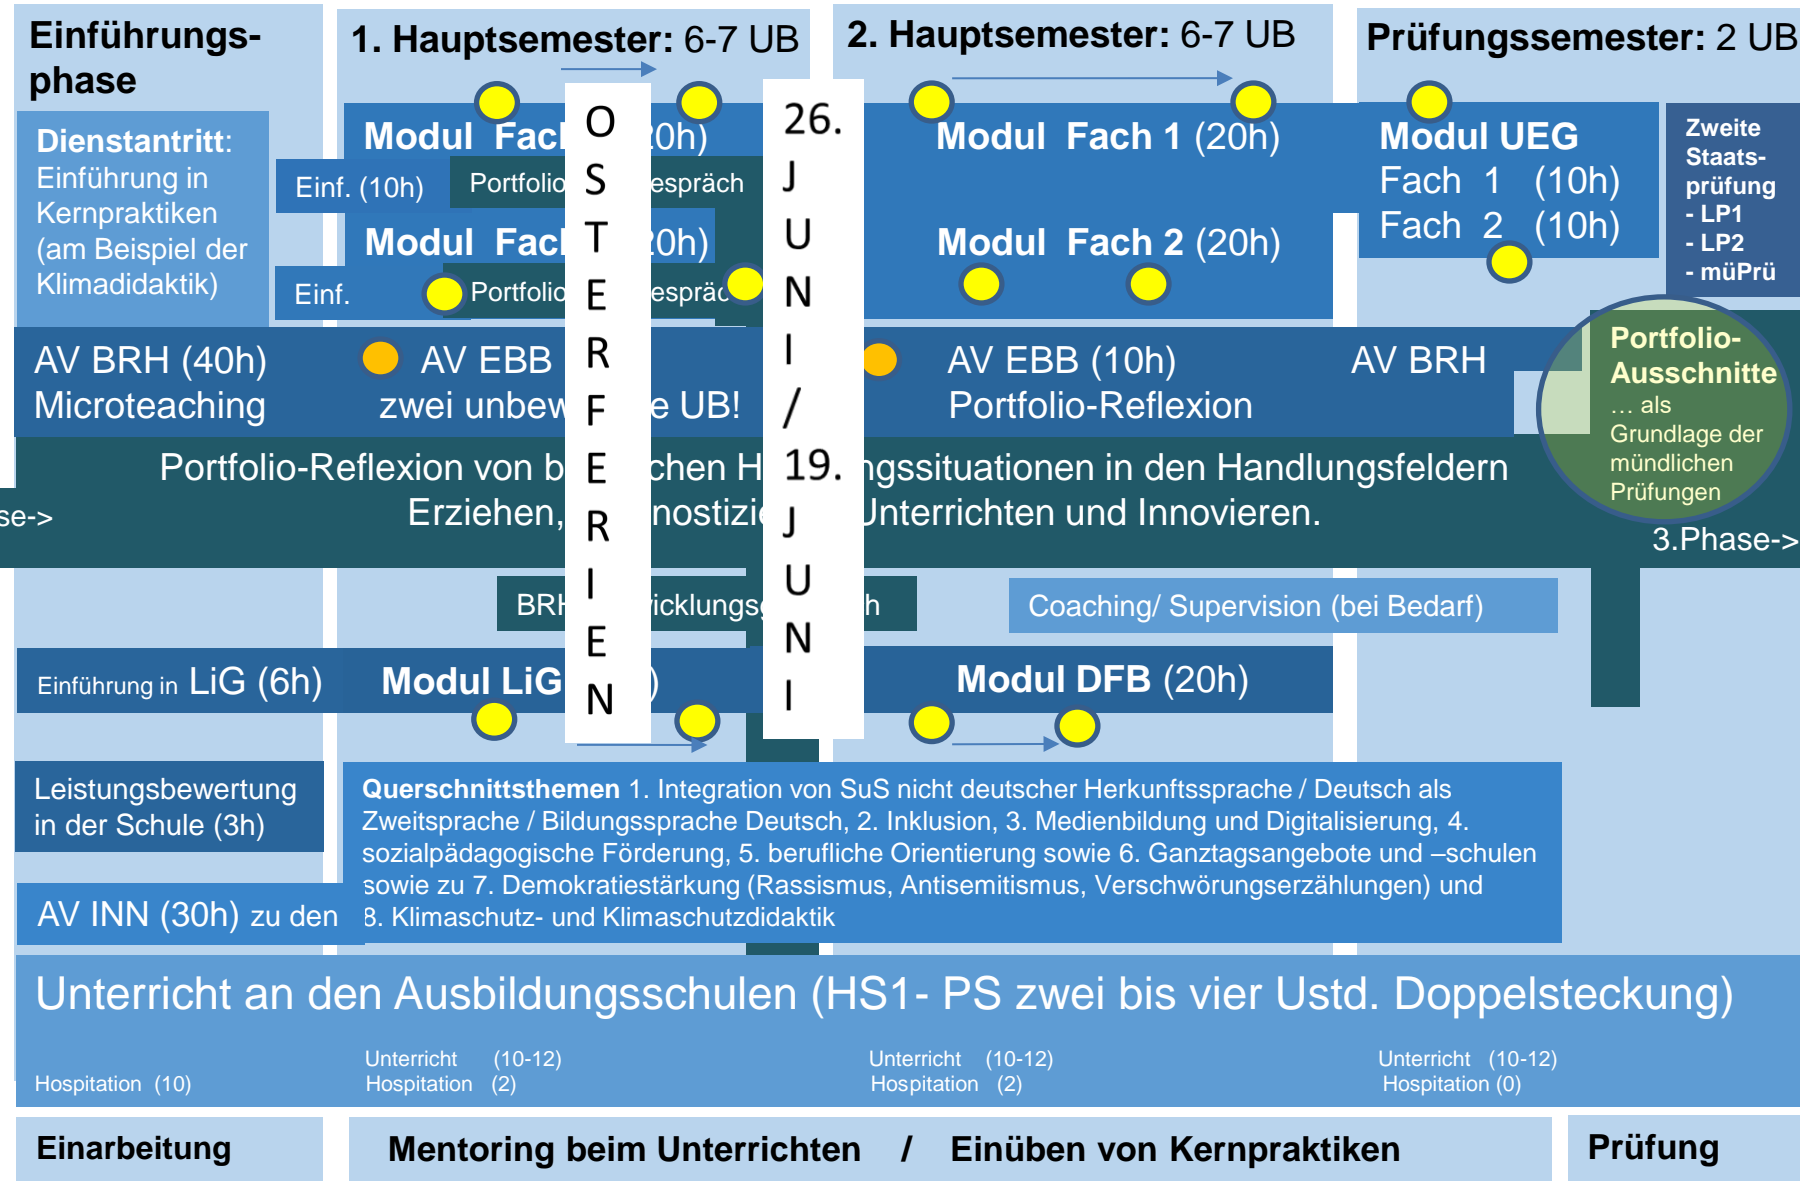 Einführungs-
phase
1. Hauptsemester: 6-7 UB
2. Hauptsemester: 6-7 UB
Prüfungssemester: 2 UB
Dienstantritt:
Einführung in
Kernpraktiken
(am Beispiel der
Klimadidaktik)
Einf. (10h)
Einf.
Modul Fach
20h)
Portfolio
espräch
Modul Fach
20h)
Portfolio
OSTERFERIEN
26.
JUNI
/
19.
JUNI
Modul Fach 1 (20h)
Modul Fach 2 (20h)
Modul UEG
Fach 1 (10h)
Fach 2 (10h)
Zweite
Staats-
prüfung
- LP1
- LP2
- müPrü
AV BRH (40h)
Microteaching
AV EBB
zwei UB!
AV EBB (10h)
Portfolio-Reflexion
AV BRH
Portfolio-
Ausschnitte
… als
Grundlage der
mündlichen
Prüfungen
Portfolio-Reflexion von in den Handlungsfeldern
Erziehen, Unterrichten und Innovieren.
se->
3.Phase->
BRH
Coaching/ Supervision (bei Bedarf)
Einführung in LiG (6h)
Modul LiG
Modul DFB (20h)
Leistungsbewertung
in der Schule (3h)
AV INN (30h) zu den
Querschnittsthemen 1. Integration von SuS nicht deutscher Herkunftssprache / Deutsch als
Zweitsprache / Bildungssprache Deutsch, 2. Inklusion, 3. Medienbildung und Digitalisierung, 4.
sozialpädagogische Förderung, 5. berufliche Orientierung sowie 6. Ganztagsangebote und –schulen
sowie zu 7. Demokratiestärkung (Rassismus, Antisemitismus, Verschwörungserzählungen) und
8. Klimaschutz- und Klimaschutzdidaktik
Unterricht an den Ausbildungsschulen (HS1- PS zwei bis vier Ustd. Doppelsteckung)
Hospitation (10)
Unterricht (10-12)
Hospitation (2)
Unterricht (10-12)
Hospitation (2)
Unterricht (10-12)
Hospitation (0)
Einarbeitung
Mentoring beim Unterrichten / Einüben von Kernpraktiken
Prüfung